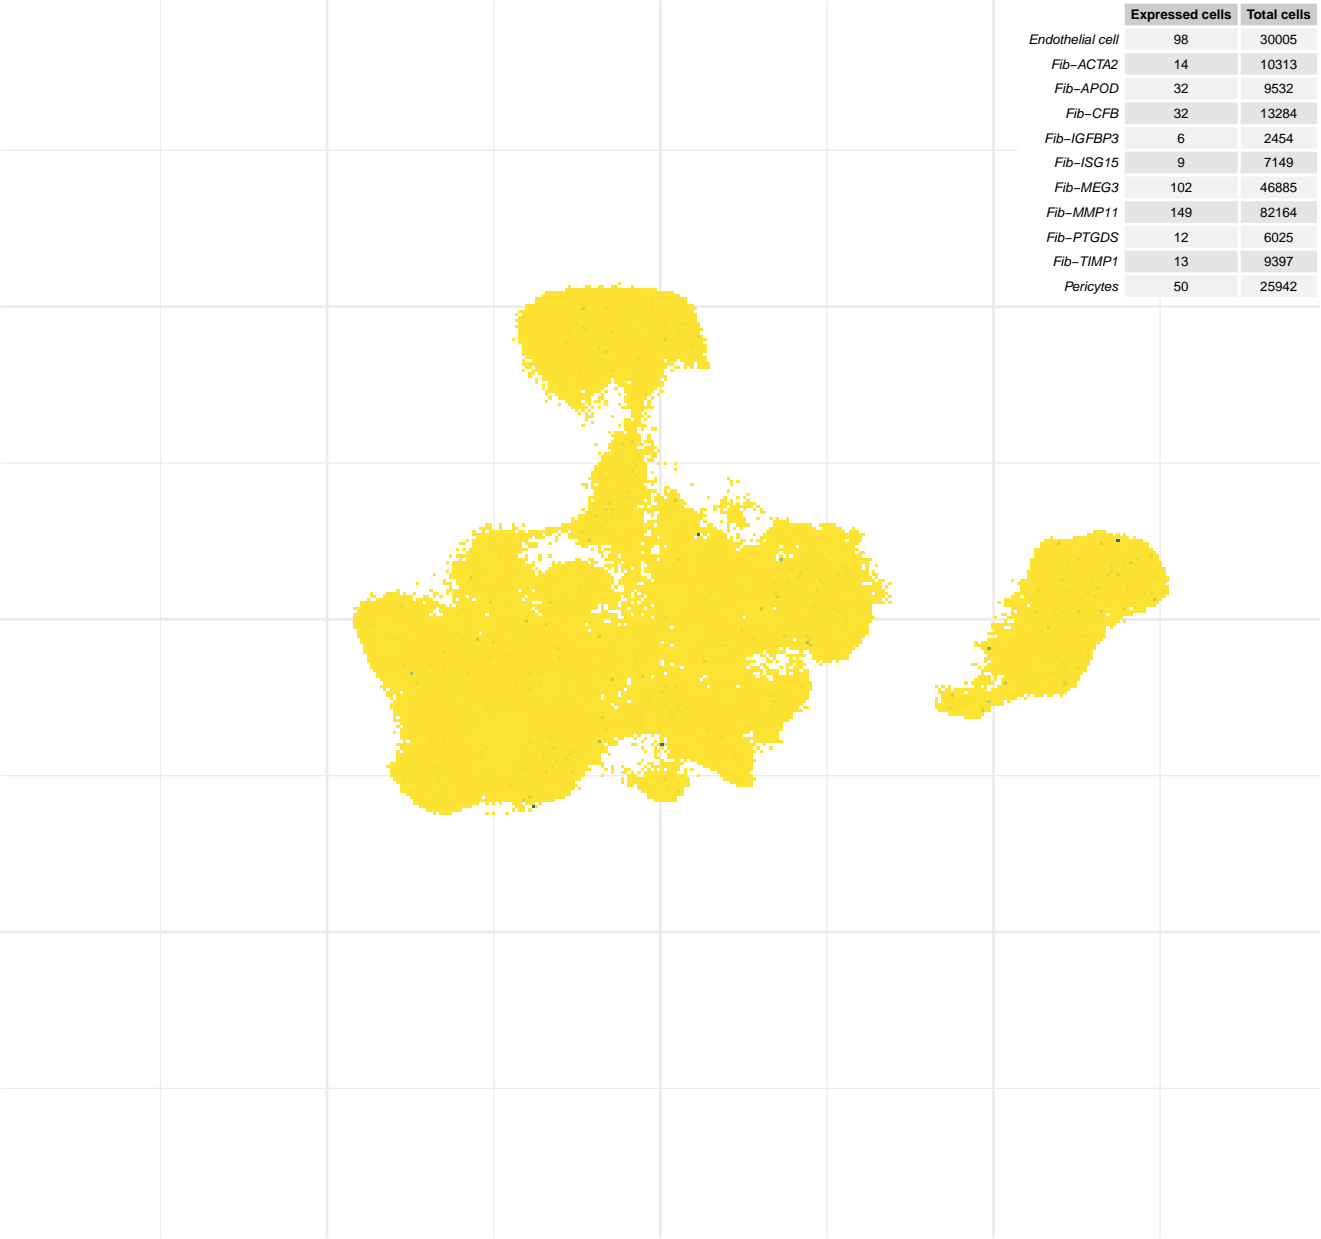 Expressed cells Total cells
Endothelial cell 98 30005
Fib−ACTA2 14 10313
Fib−APOD 32 9532
Fib−CFB 32 13284
Fib−IGFBP3 6 2454
Fib−ISG15 9 7149
Fib−MEG3 102 46885
Fib−MMP11 149 82164
Fib−PTGDS 12 6025
Fib−TIMP1 13 9397
Pericytes 50 25942